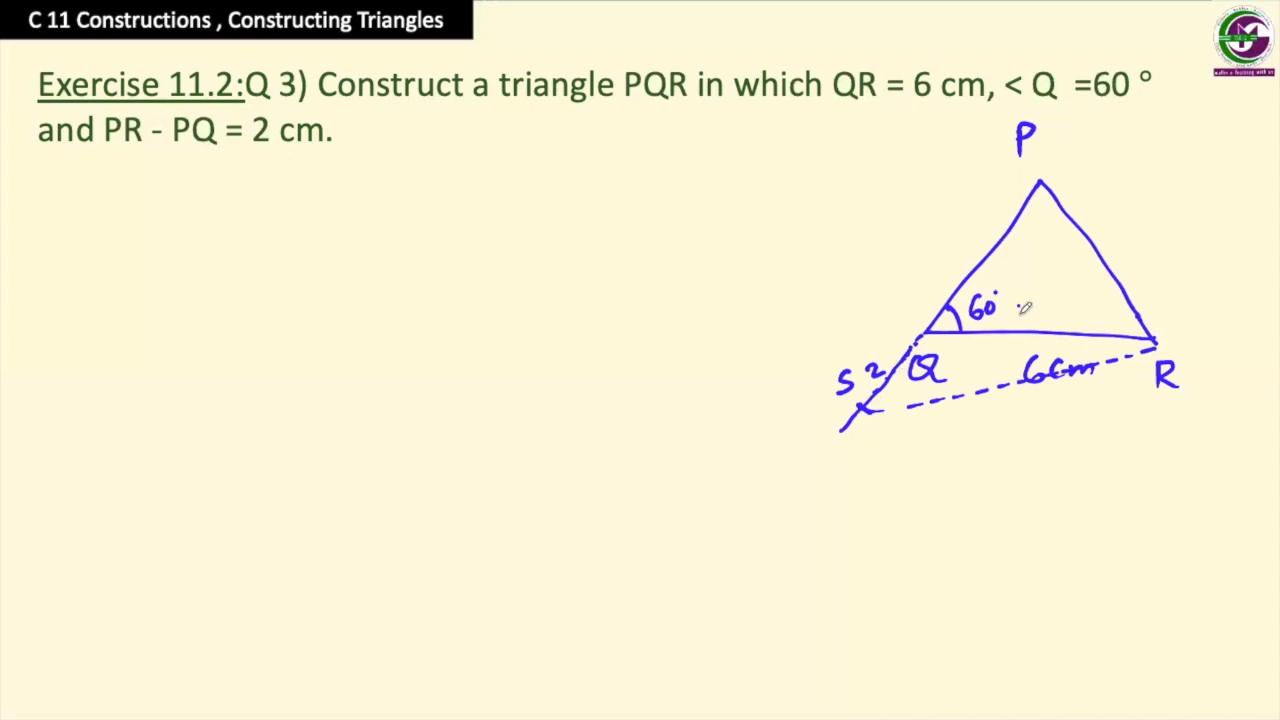 C 11 Constructions , Constructing Triangles
Exercise 11.2:Q 3) Construct a triangle PQR in which QR = 6 cm, < Q =60 °
and PR - PQ = 2 cm.
P
60°
S 2 Q 6cm R